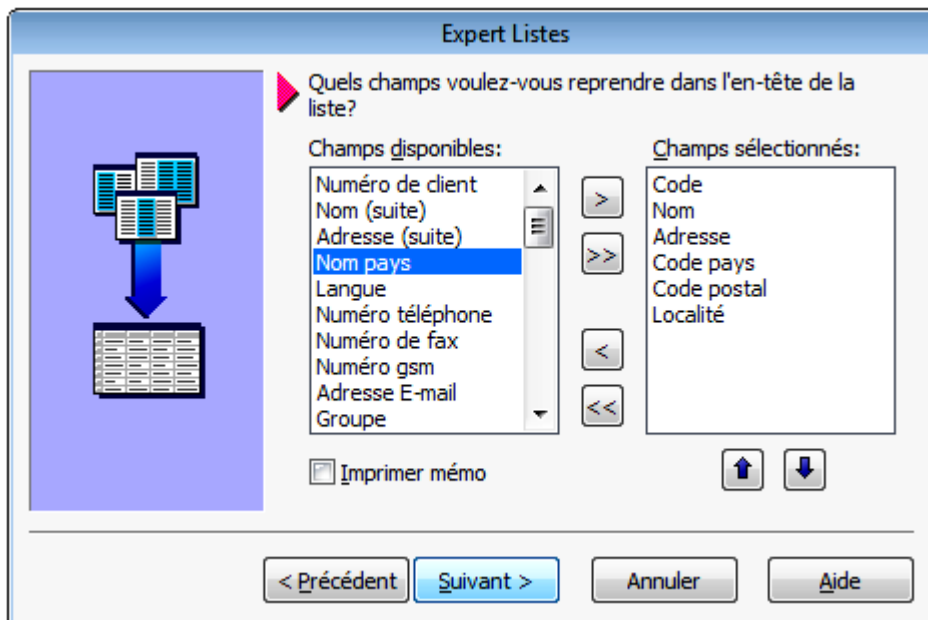 Expert Listes
Quels champs voulez-vous reprendre dans l'en-tête de la
liste?
Champs disponibles:
Numéro de client
Nom (suite)
Adresse (suite)
Nom pays
Langue
Numéro téléphone
Numéro de fax
Numéro gsm
Adresse E-mail
Groupe
>
>>
<
<<
Champs sélectionnés:
Code
Nom
Adresse
Code pays
Code postal
Localité
Imprimer mémo
< Précédent
Suivant >
Annuler
Aide